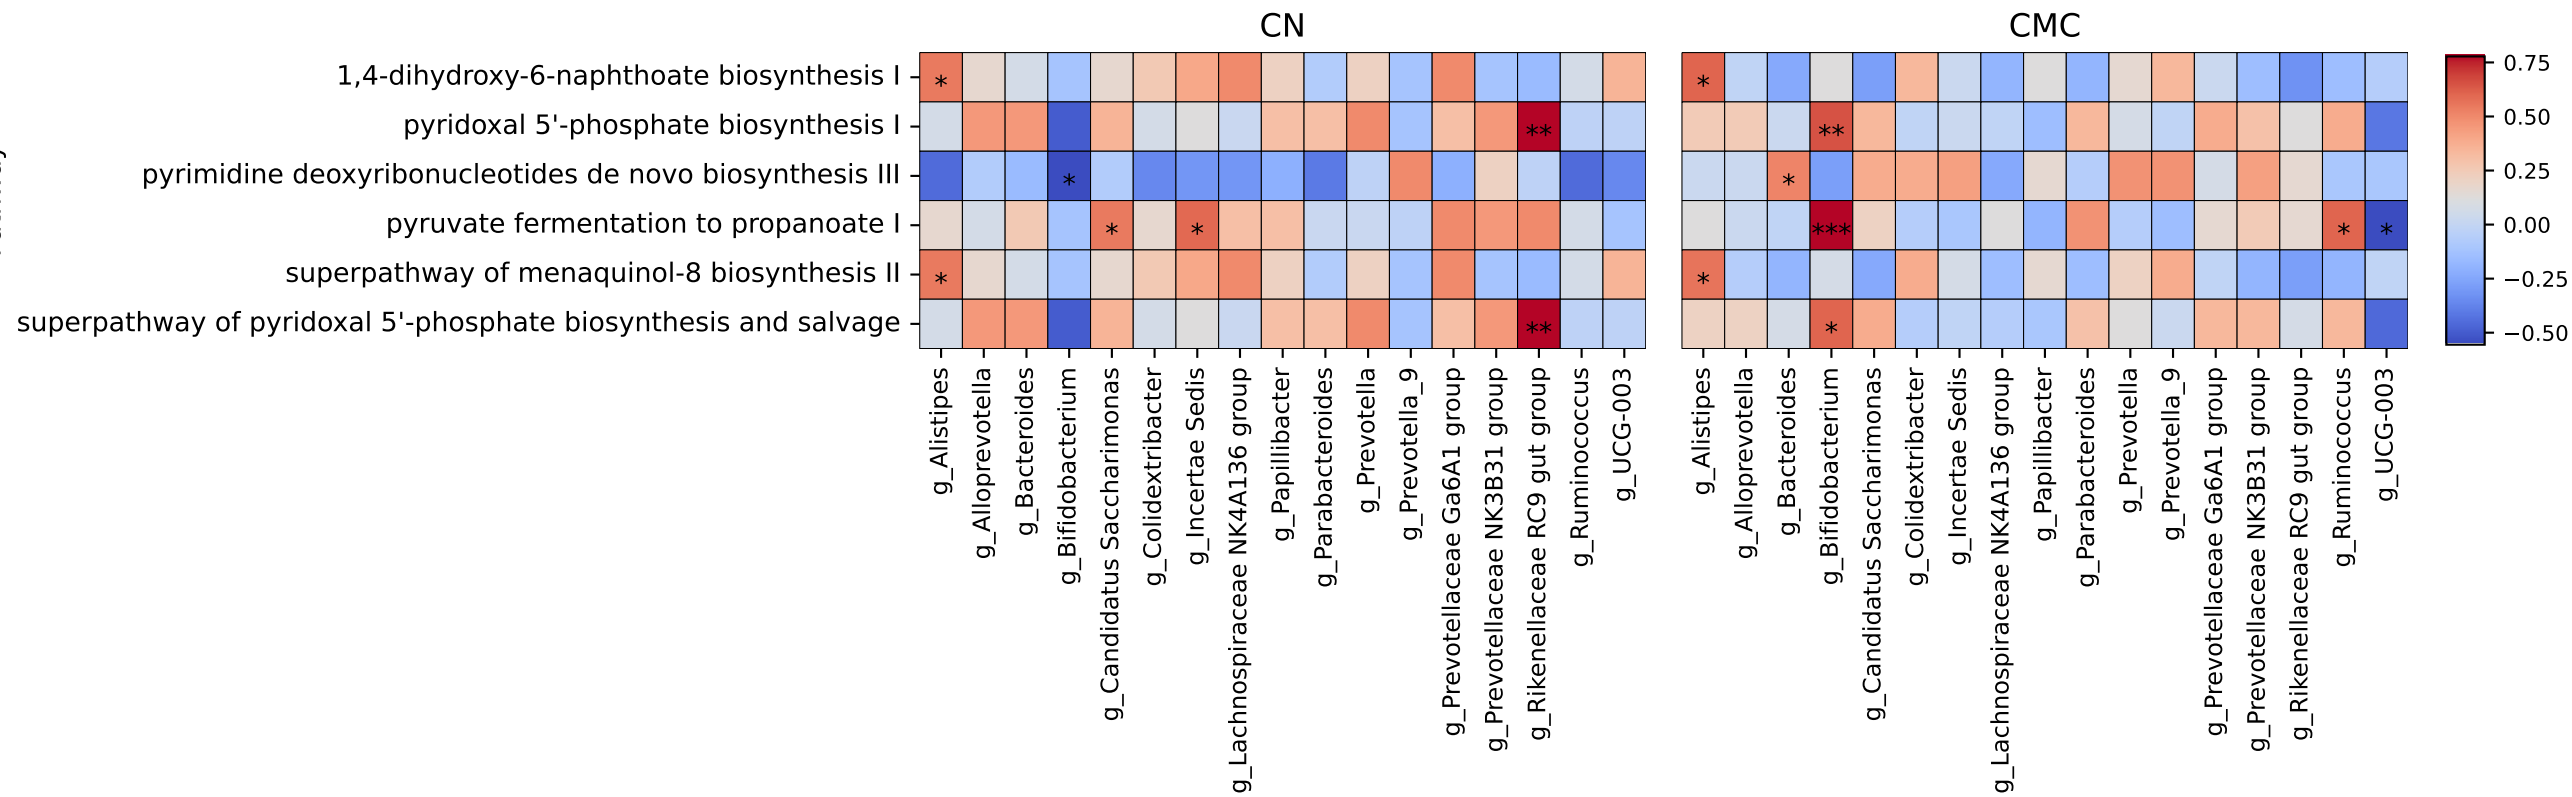 CN
CMC
1,4-dihydroxy-6-naphthoate biosynthesis I
pyridoxal 5'-phosphate biosynthesis I
pyrimidine deoxyribonucleotides de novo biosynthesis III
pyruvate fermentation to propanoate I
superpathway of menaquinol-8 biosynthesis II
superpathway of pyridoxal 5'-phosphate biosynthesis and salvage
* *
** ** **
* *
* * *** * *
* *
** *
g_Alistipes
g_Alloprevotella
g_Bacteroides
g_Bifidobacterium
g_Candidatus Saccharimonas
g_Colidextribacter
g_Incertae Sedis
g_Lachnospiraceae NK4A136 group
g_Papillibacter
g_Parabacteroides
g_Prevotella
g_Prevotella_9
g_Prevotellaceae Ga6A1 group
g_Prevotellaceae NK3B31 group
g_Rikenellaceae RC9 gut group
g_Ruminococcus
g_UCG-003
g_Alistipes
g_Alloprevotella
g_Bacteroides
g_Bifidobacterium
g_Candidatus Saccharimonas
g_Colidextribacter
g_Incertae Sedis
g_Lachnospiraceae NK4A136 group
g_Papillibacter
g_Parabacteroides
g_Prevotella
g_Prevotella_9
g_Prevotellaceae Ga6A1 group
g_Prevotellaceae NK3B31 group
g_Rikenellaceae RC9 gut group
g_Ruminococcus
g_UCG-003
0.75
0.50
0.25
0.00
−0.25
−0.50